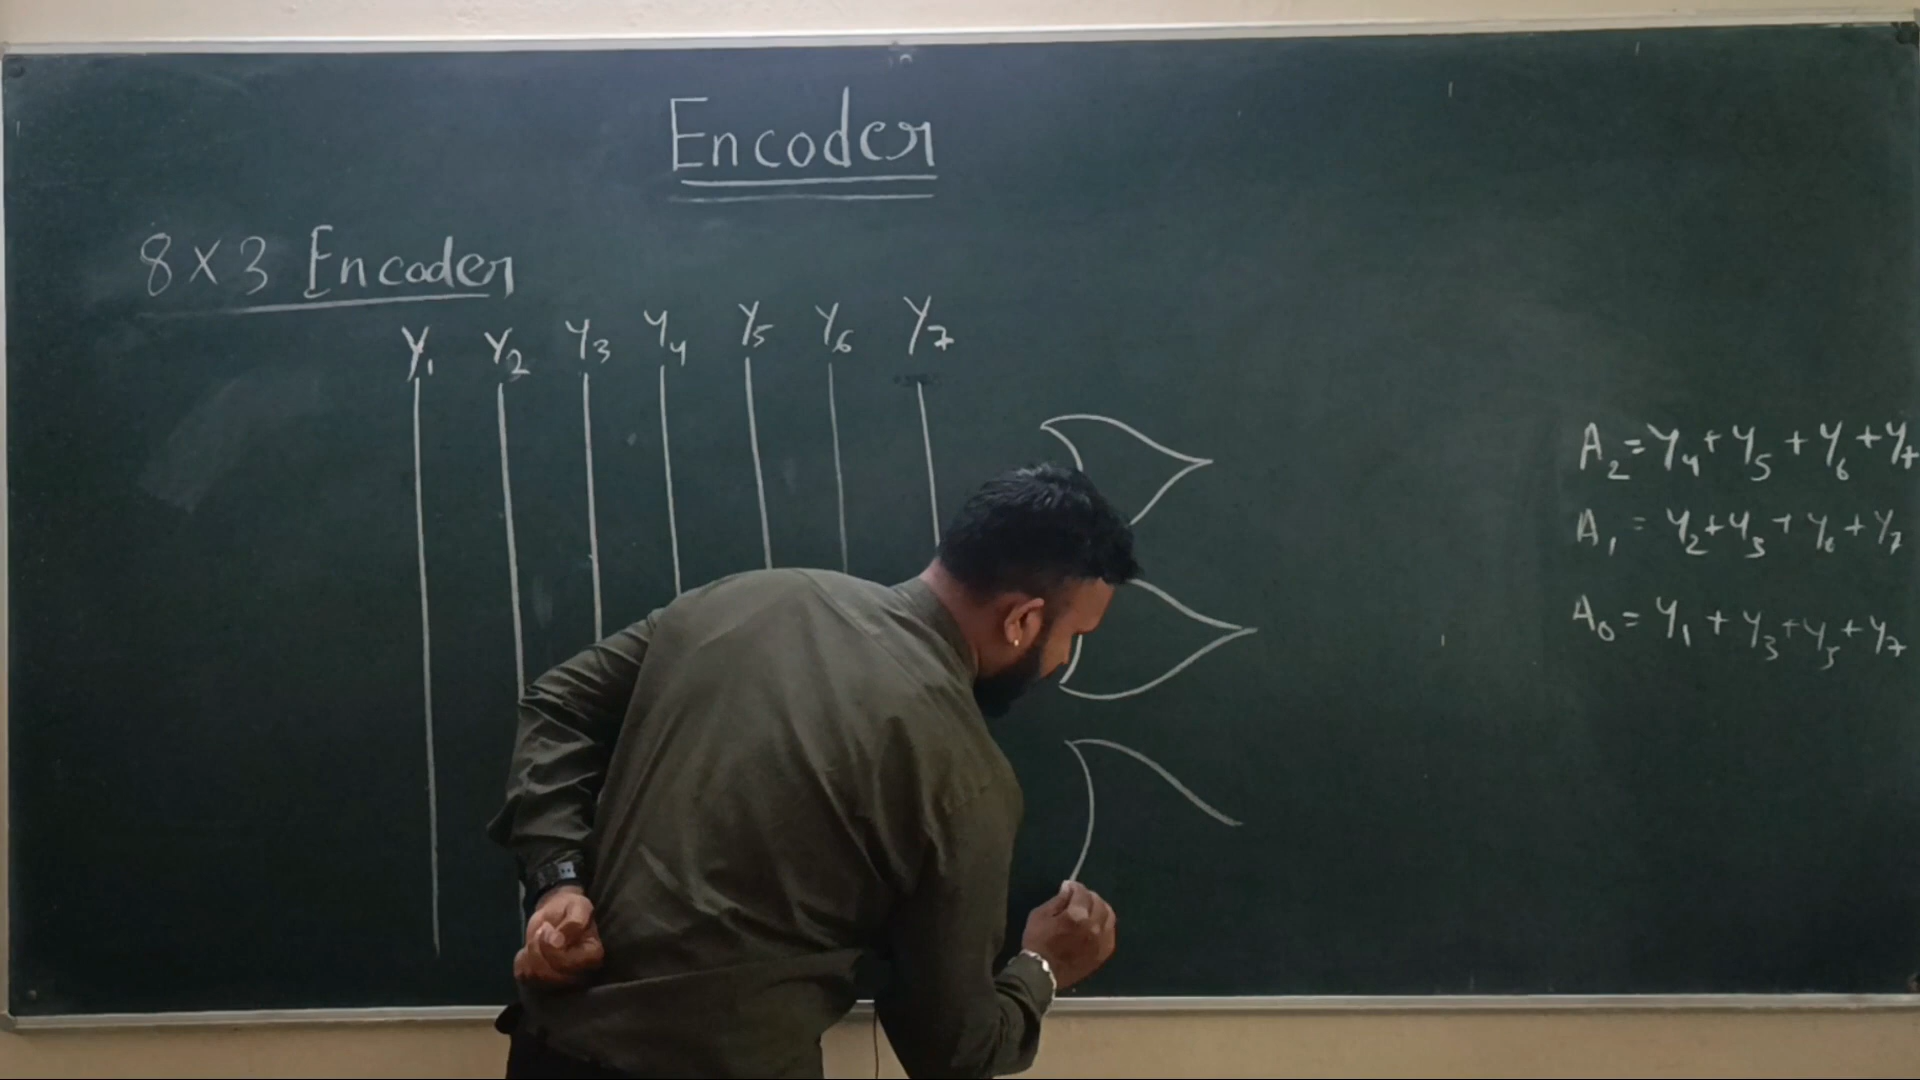 Encoder
8×3 Encoder
Y₁ Y₂ Y₃ Y₄ Y₅ Y₆ Y₇
A₂ = Y₄ + Y₅ + Y₆ + Y₇
A₁ = Y₂ + Y₃ + Y₆ + Y₇
A₀ = Y₁ + Y₃ + Y₅ + Y₇